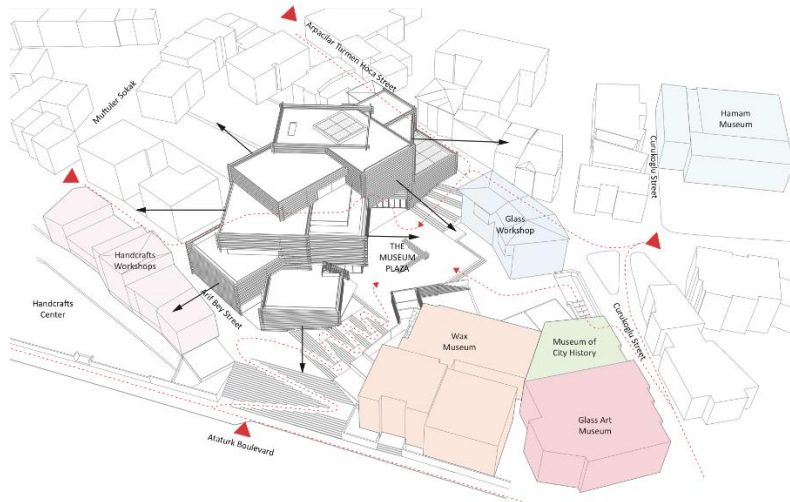 Arpacilar Turmen Hoca Street
Muftuler Sokak
Hamam
Museum
Curukoglu Street
Glass
Workshop
THE
MUSEUM
PLAZA
Handcrafts
Workshops
Handcrafts
Center
Arif Bey Street
Curukoglu Street
Wax
Museum
Museum of
City History
Glass Art
Museum
Ataturk Boulevard